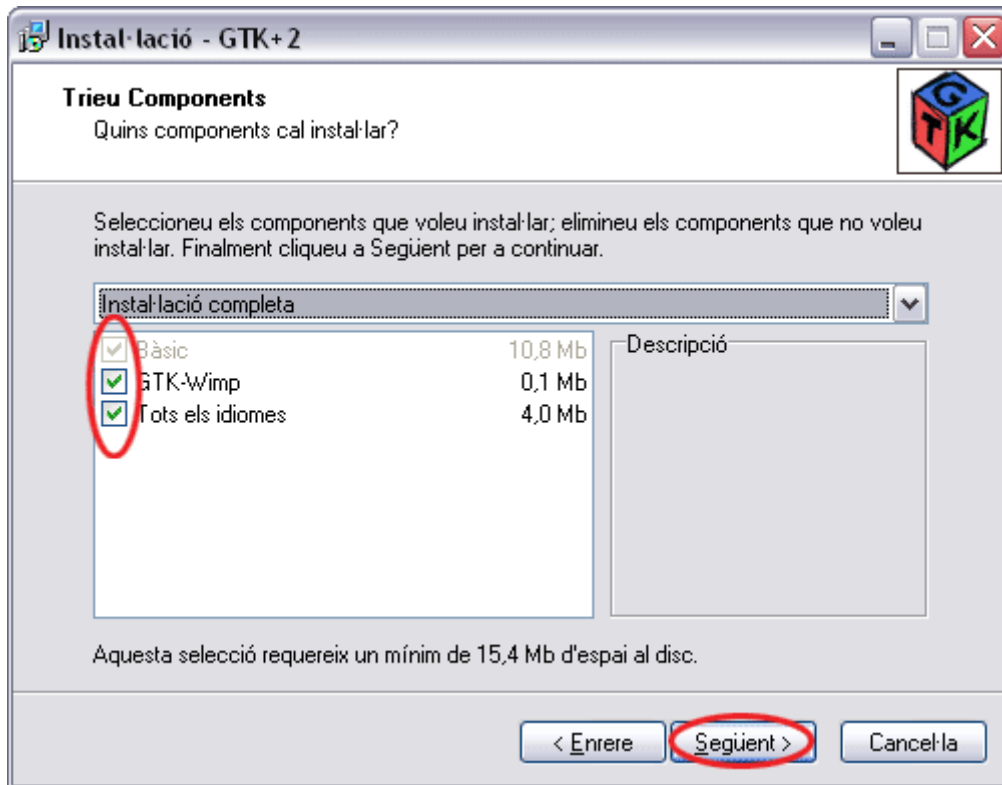 Instal·lació - GTK+2
Trieu Components
Quins components cal instal·lar?
GTK
Seleccioneu els components que voleu instal·lar; elimineu els components que no voleu
instal·lar. Finalment cliqueu a Següent per a continuar.
Instal·lació completa
Bàsic 10,8 Mb
GTK-Wimp 0,1 Mb
Tots els idiomes 4,0 Mb
Descripció
Aquesta selecció requereix un mínim de 15,4 Mb d'espai al disc.
< Enrere Següent > Cancel·la